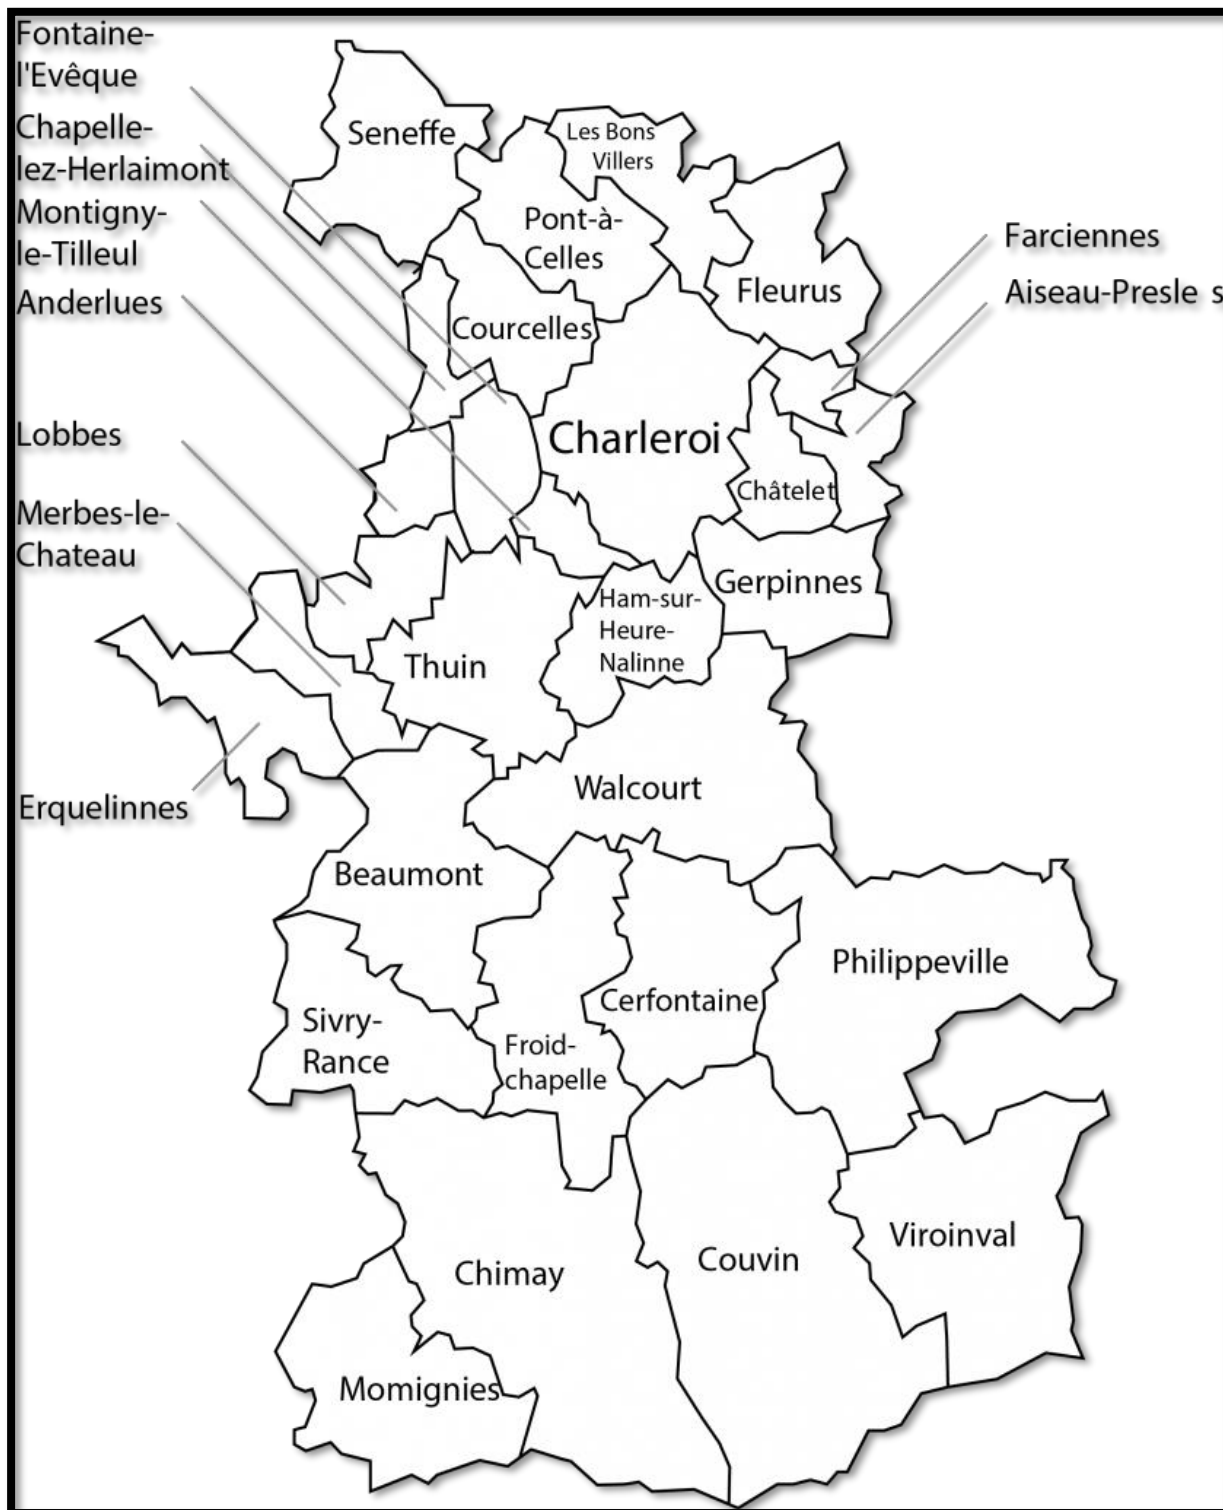 Fontaine-
l'Evêque
Chapelle-
lez-Herlaimont
Montigny-
le-Tilleul
Anderlues
Lobbes
Merbes-le-
Chateau
Erquelinnes
Seneffe
Les Bons
Villers
Pont-à-
Celles
Fleurus
Farciennes
Aiseau-Presle s
Courcelles
Charleroi
Châtelet
Gerpinnes
Ham-sur-
Heure-
Nalinne
Thuin
Walcourt
Beaumont
Philippeville
Cerfontaine
Sivry-
Rance
Froid-
chapelle
Viroinval
Couvin
Chimay
Momignies